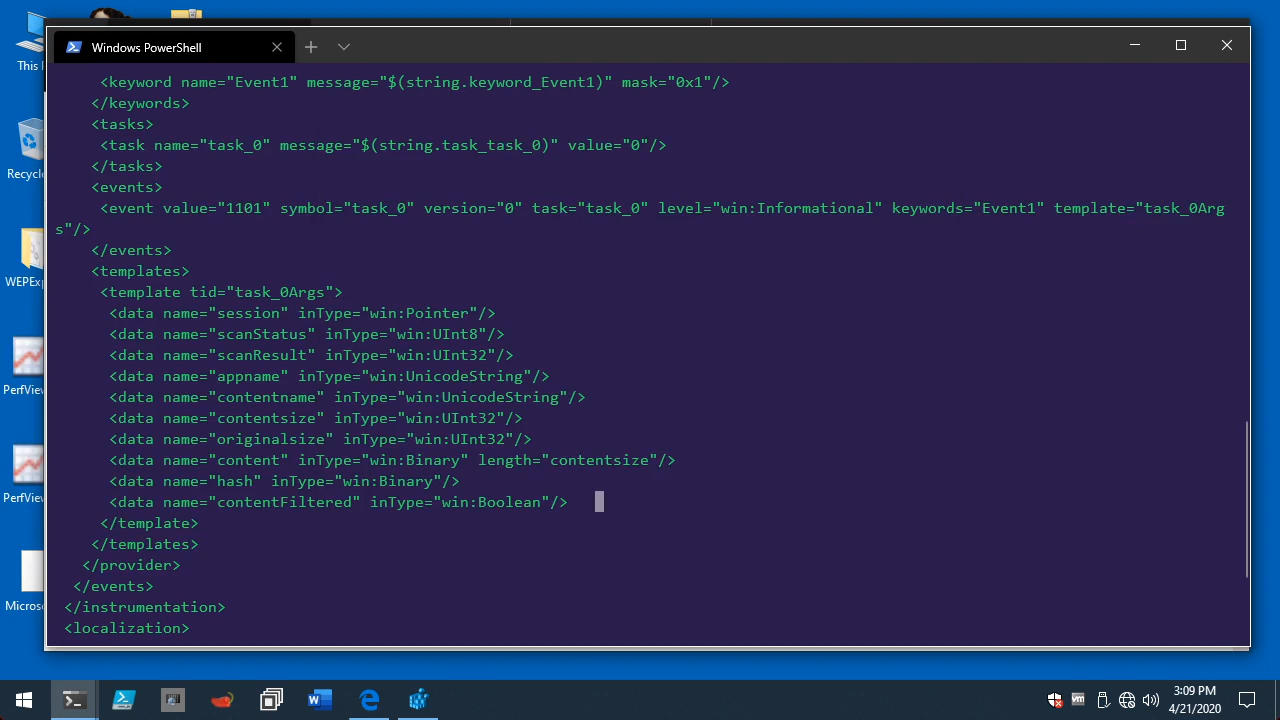 This
Recycle
WEPExp
PerfView
PerfView
Microso
Windows PowerShell
<keyword name="Event1" message="$(string.keyword_Event1)" mask="0x1"/>
</keywords>
<tasks>
<task name="task_0" message="$(string.task_task_0)" value="0"/>
</tasks>
<events>
<event value="1101" symbol="task_0" version="0" task="task_0" level="win:Informational" keywords="Event1" template="task_0Arg
s"/>
</events>
<templates>
<template tid="task_0Args">
<data name="session" inType="win:Pointer"/>
<data name="scanStatus" inType="win:UInt8"/>
<data name="scanResult" inType="win:UInt32"/>
<data name="appname" inType="win:UnicodeString"/>
<data name="contentname" inType="win:UnicodeString"/>
<data name="contentsize" inType="win:UInt32"/>
<data name="originalsize" inType="win:UInt32"/>
<data name="content" inType="win:Binary" length="contentsize"/>
<data name="hash" inType="win:Binary"/>
<data name="contentFiltered" inType="win:Boolean"/>
</template>
</templates>
</provider>
</events>
</instrumentation>
<localization>
3:09 PM
4/21/2020